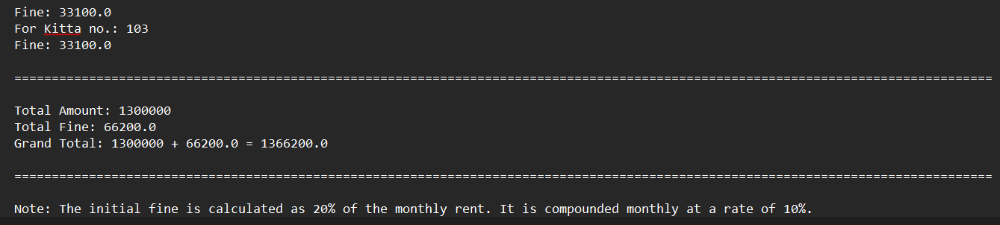 Fine: 33100.0
For Kitta no.: 103
Fine: 33100.0
===================================================================================================================================
Total Amount: 1300000
Total Fine: 66200.0
Grand Total: 1300000 + 66200.0 = 1366200.0
===================================================================================================================================
Note: The initial fine is calculated as 20% of the monthly rent. It is compounded monthly at a rate of 10%.